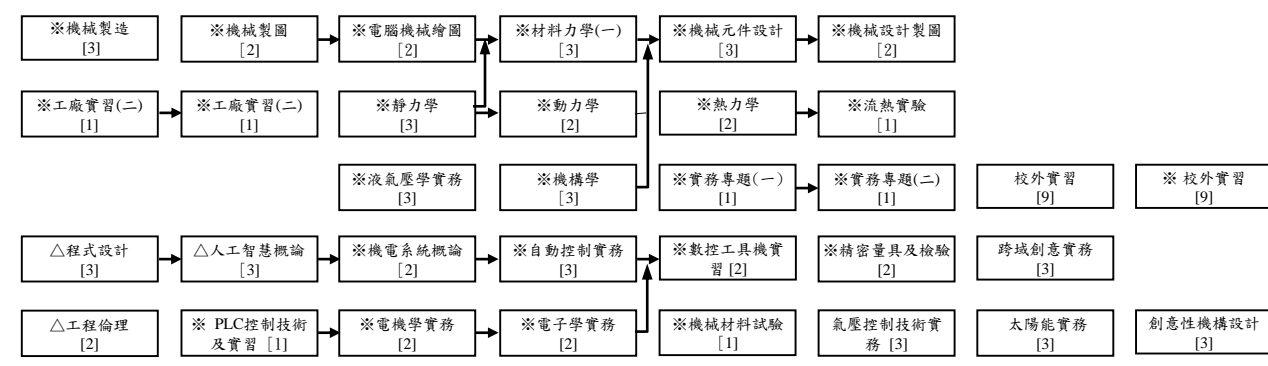 ※機械製造
[3]
※機械製圖
[2]
※電腦機械繪圖
[2]
※材料力學(一)
[3]
※機械元件設計
[3]
※機械設計製圖
[2]
※工廠實習(二)
[1]
※工廠實習(二)
[1]
※靜力學
[3]
※動力學
[2]
※熱力學
[2]
※流熱實驗
[1]
※液氣壓學實務
[3]
※機構學
[3]
※實務專題(一)
[1]
※實務專題(二)
[1]
校外實習
[9]
※ 校外實習
[9]
△程式設計
[3]
△人工智慧概論
[3]
※機電系統概論
[2]
※自動控制實務
[3]
※數控工具機實
習 [2]
※精密量具及檢驗
[2]
跨域創意實務
[3]
△工程倫理
[2]
※ PLC控制技術
及實習 [1]
※電機學實務
[2]
※電子學實務
[2]
※機械材料試驗
[1]
氣壓控制技術實
務 [3]
太陽能實務
[3]
創意性機構設計
[3]